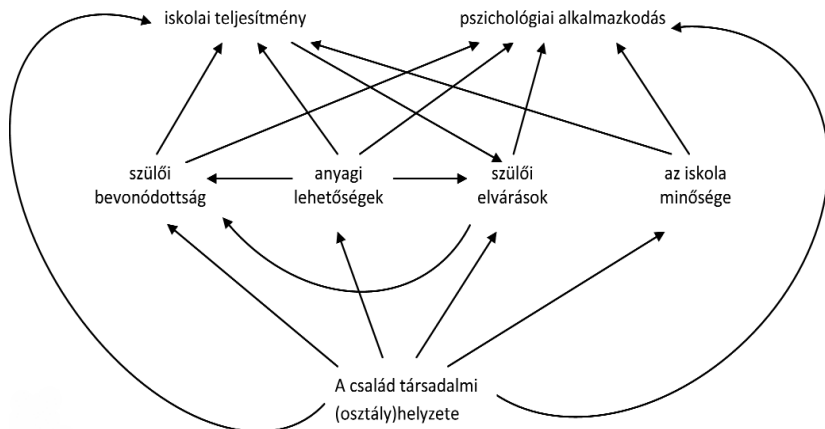 iskolai teljesítmény
pszichológiai alkalmazkodás
szülői
bevonódottság
anyagi
lehetőségek
szülői
elvárások
az iskola
minősége
A család társadalmi
(osztály)helyzete